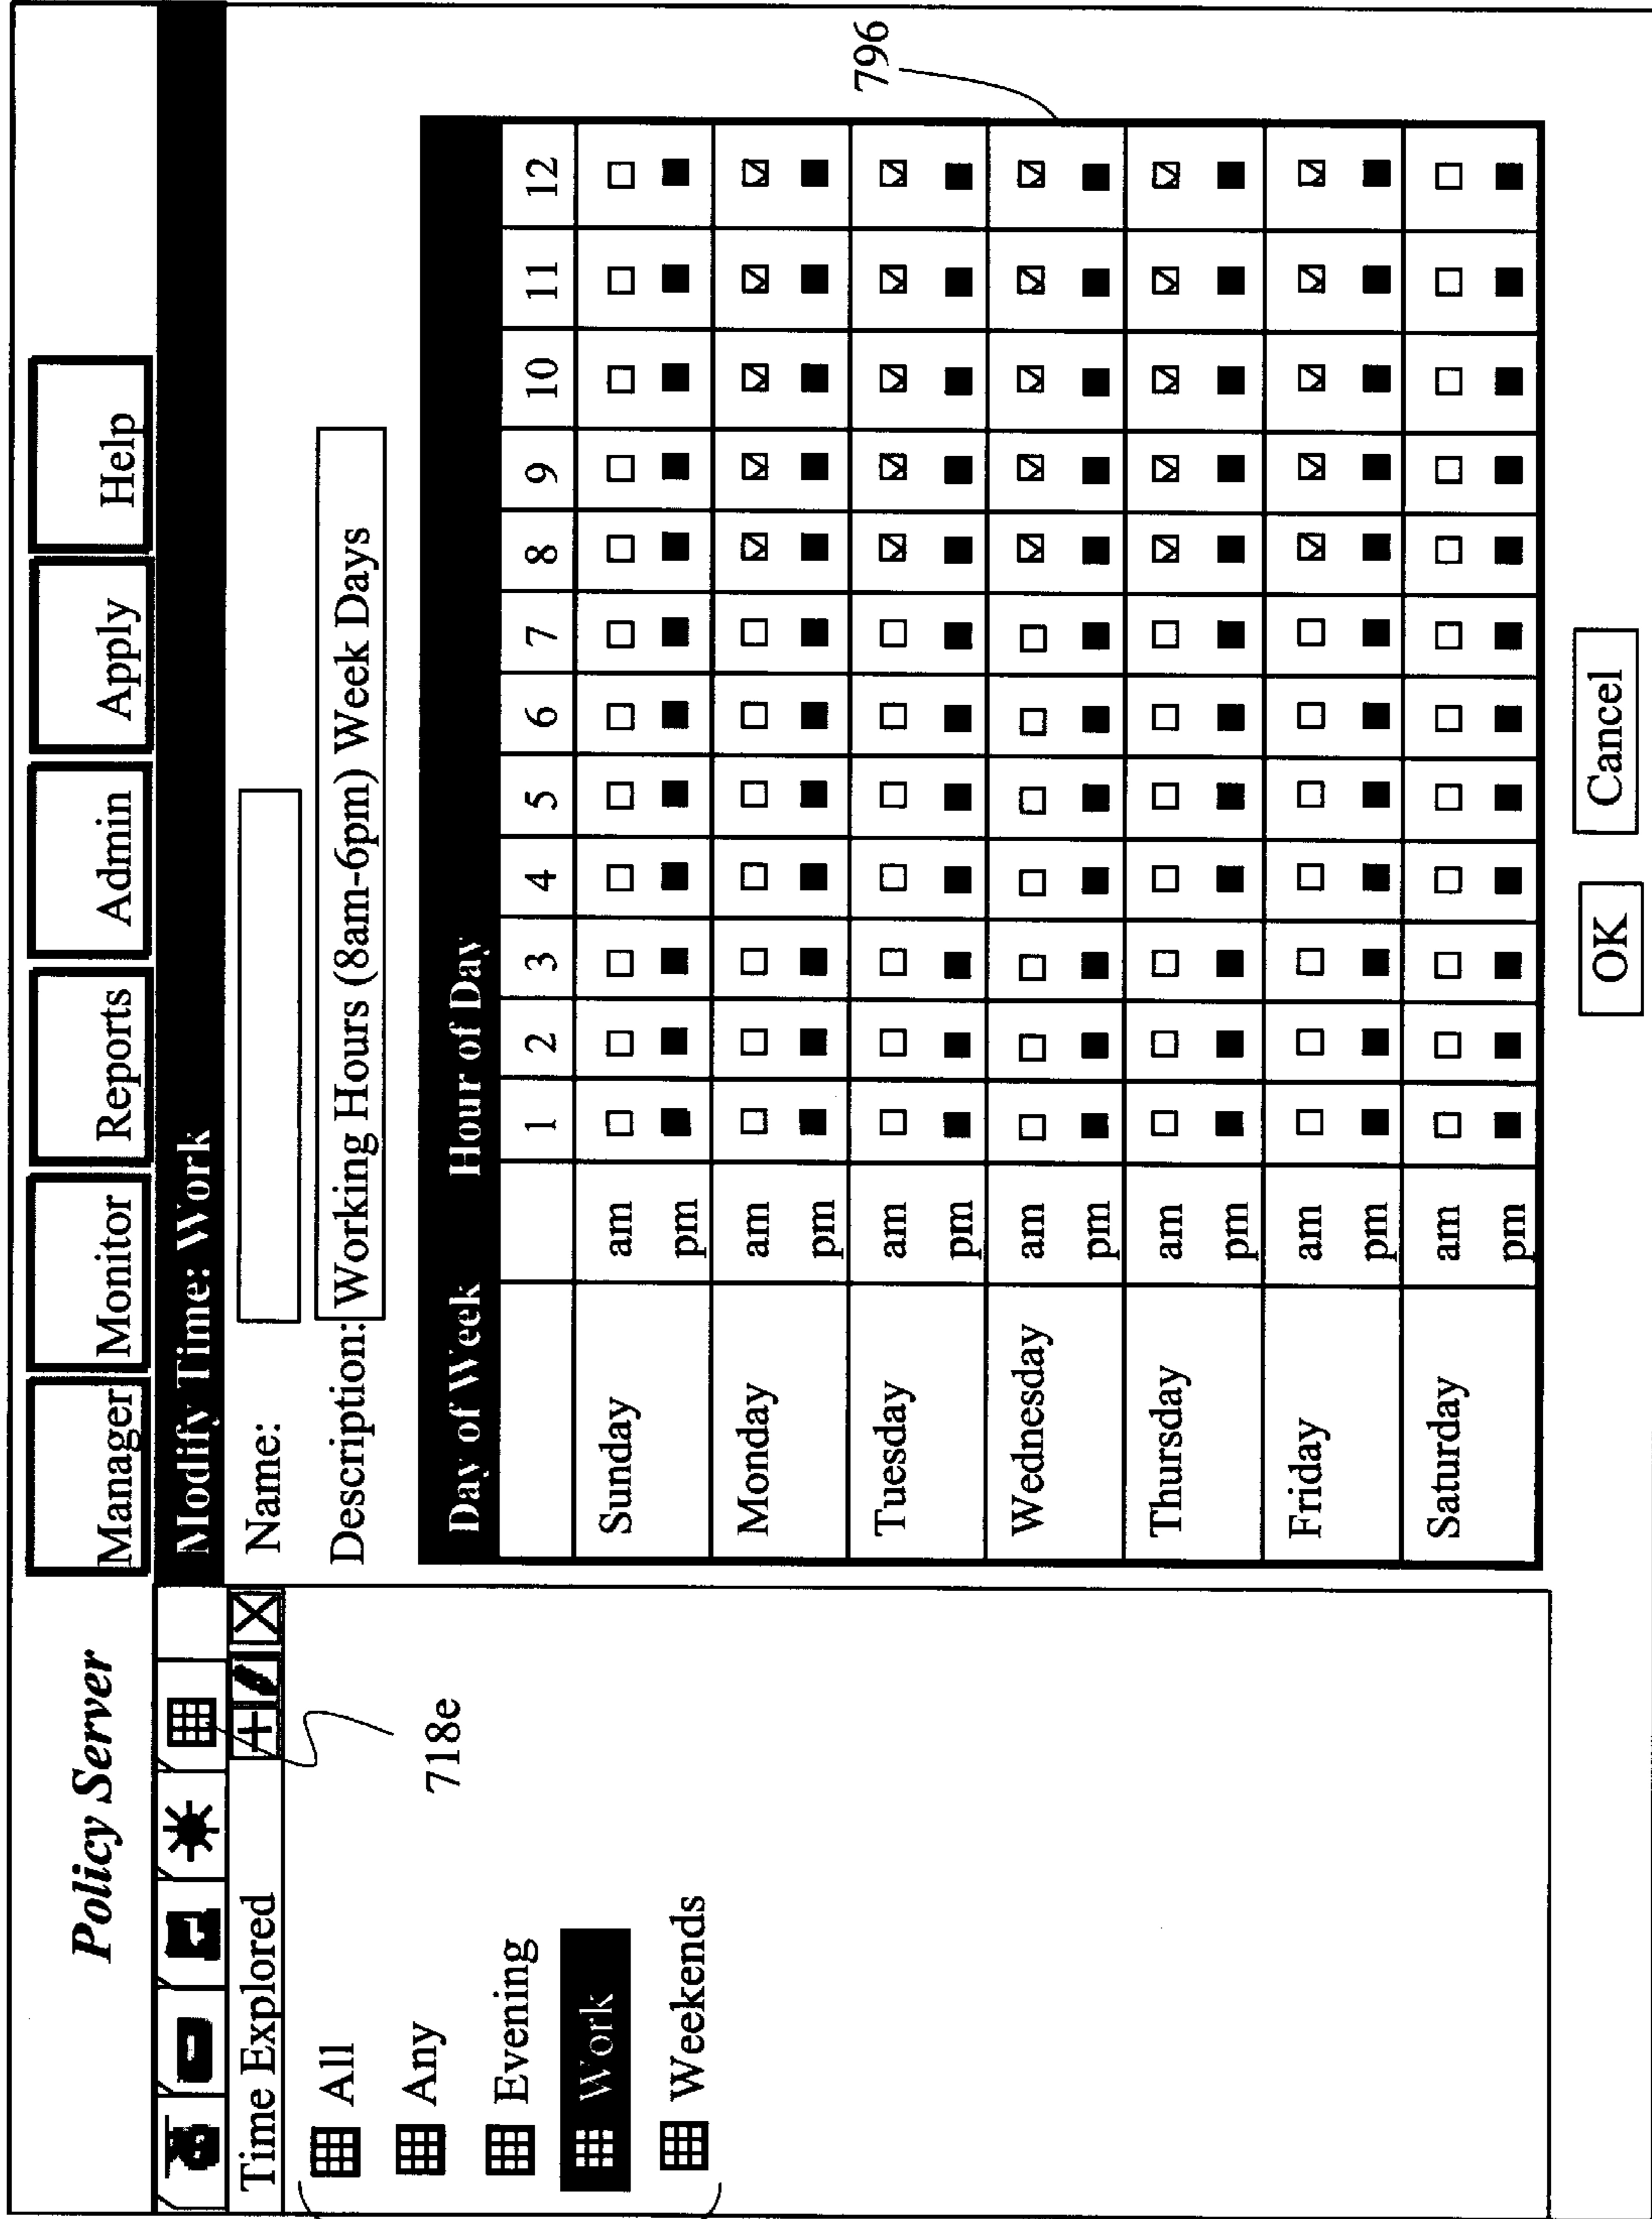 Policy Server
Manager Monitor Reports Admin Apply Help
Modify Time: Work
Time Explored
Name:
Description: Working Hours (8am-6pm) Week Days
All
Any
Evening
Work
Weekends
718e
796
Day of Week Hour of Day
1 2 3 4 5 6 7 8 9 10 11 12
Sunday am
pm
Monday am
pm
Tuesday am
pm
Wednesday am
pm
Thursday am
pm
Friday am
pm
Saturday am
pm
OK Cancel